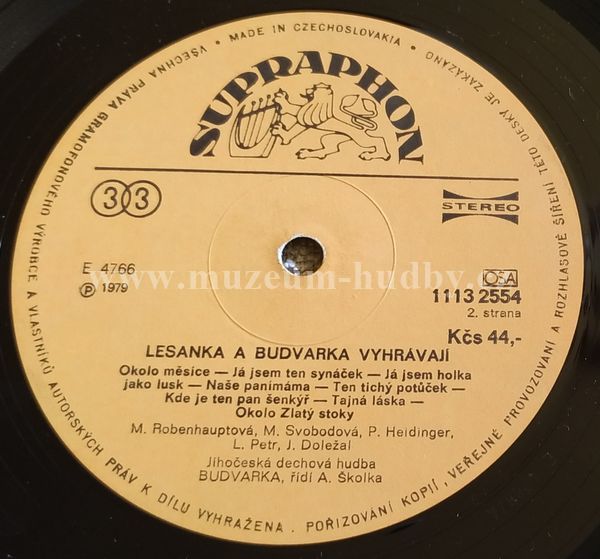 VŠECHNA PRÁVA GRAMOFONOVÉHO VÝROBCE A VLASTNÍKŮ AUTORSKÝCH PRÁV K DÍLU VYHRAŽENA · POŘIZOVÁNÍ KOPIÍ, VEŘEJNÉ PROVOZOVÁNÍ A ROZHLASOVÉ ŠÍŘENÍ TÉTO DESKY JE ZAKÁZÁNO
• MADE IN CZECHOSLOVAKIA •
SUPRAPHON
33
STEREO
E 4766
℗ 1979
www.muzeum-hudby.c
OSA
1113 2554
2. strana
Kčs 44,-
LESANKA A BUDVARKA VYHRÁVAJÍ
Okolo měsíce — Já jsem ten synáček — Já jsem holka
jako lusk — Naše panímáma — Ten tichý potůček —
Kde je ten pan šenkýř — Tajná láska —
Okolo Zlatý stoky
M. Robenhauptová, M. Svobodová, P. Heidinger,
L. Petr, J. Doležal
Jihočeská dechová hudba
BUDVARKA, řídí A. Školka